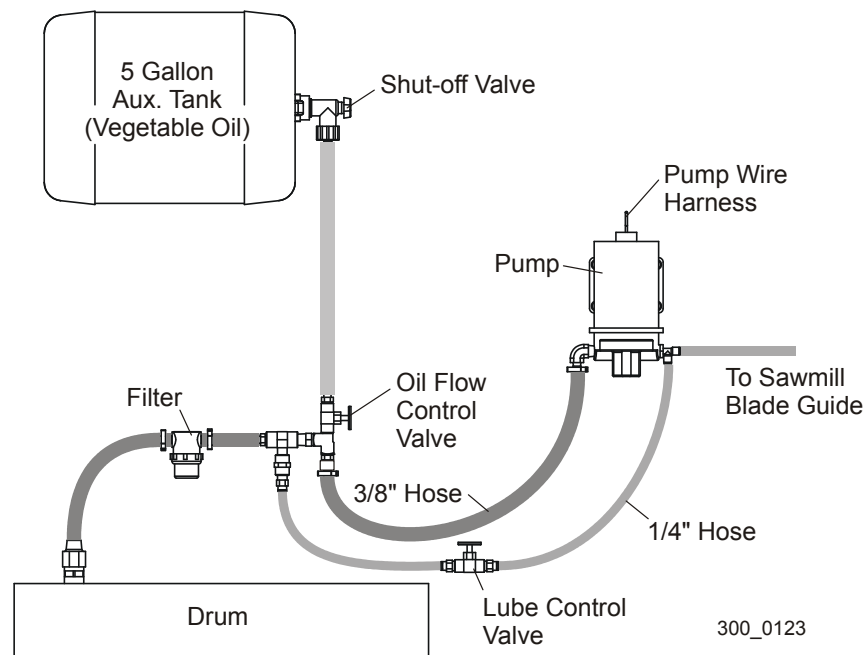 5 Gallon
Aux. Tank
(Vegetable Oil)
Shut-off Valve
Pump Wire
Harness
Pump
To Sawmill
Blade Guide
Oil Flow
Control
Valve
Filter
3/8" Hose
1/4" Hose
Lube Control
Valve
Drum
300_0123